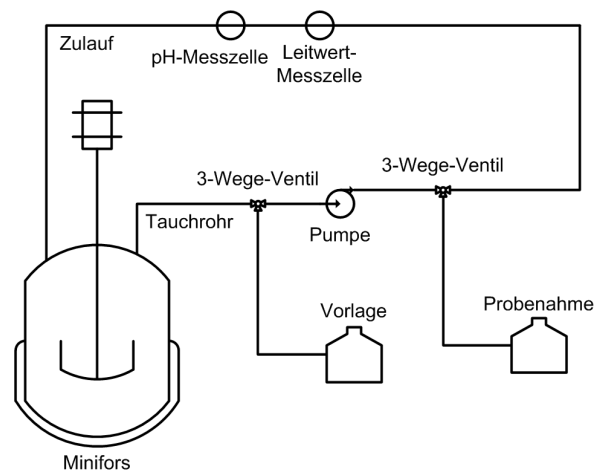 Zulauf
pH-Messzelle
Leitwert-
Messzelle
3-Wege-Ventil
3-Wege-Ventil
Tauchrohr
Pumpe
Vorlage
Probenahme
Minifors